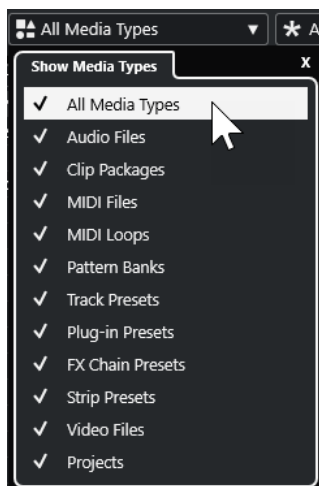 All Media Types
A
Show Media Types
x
All Media Types
Audio Files
Clip Packages
MIDI Files
MIDI Loops
Pattern Banks
Track Presets
Plug-in Presets
FX Chain Presets
Strip Presets
Video Files
Projects